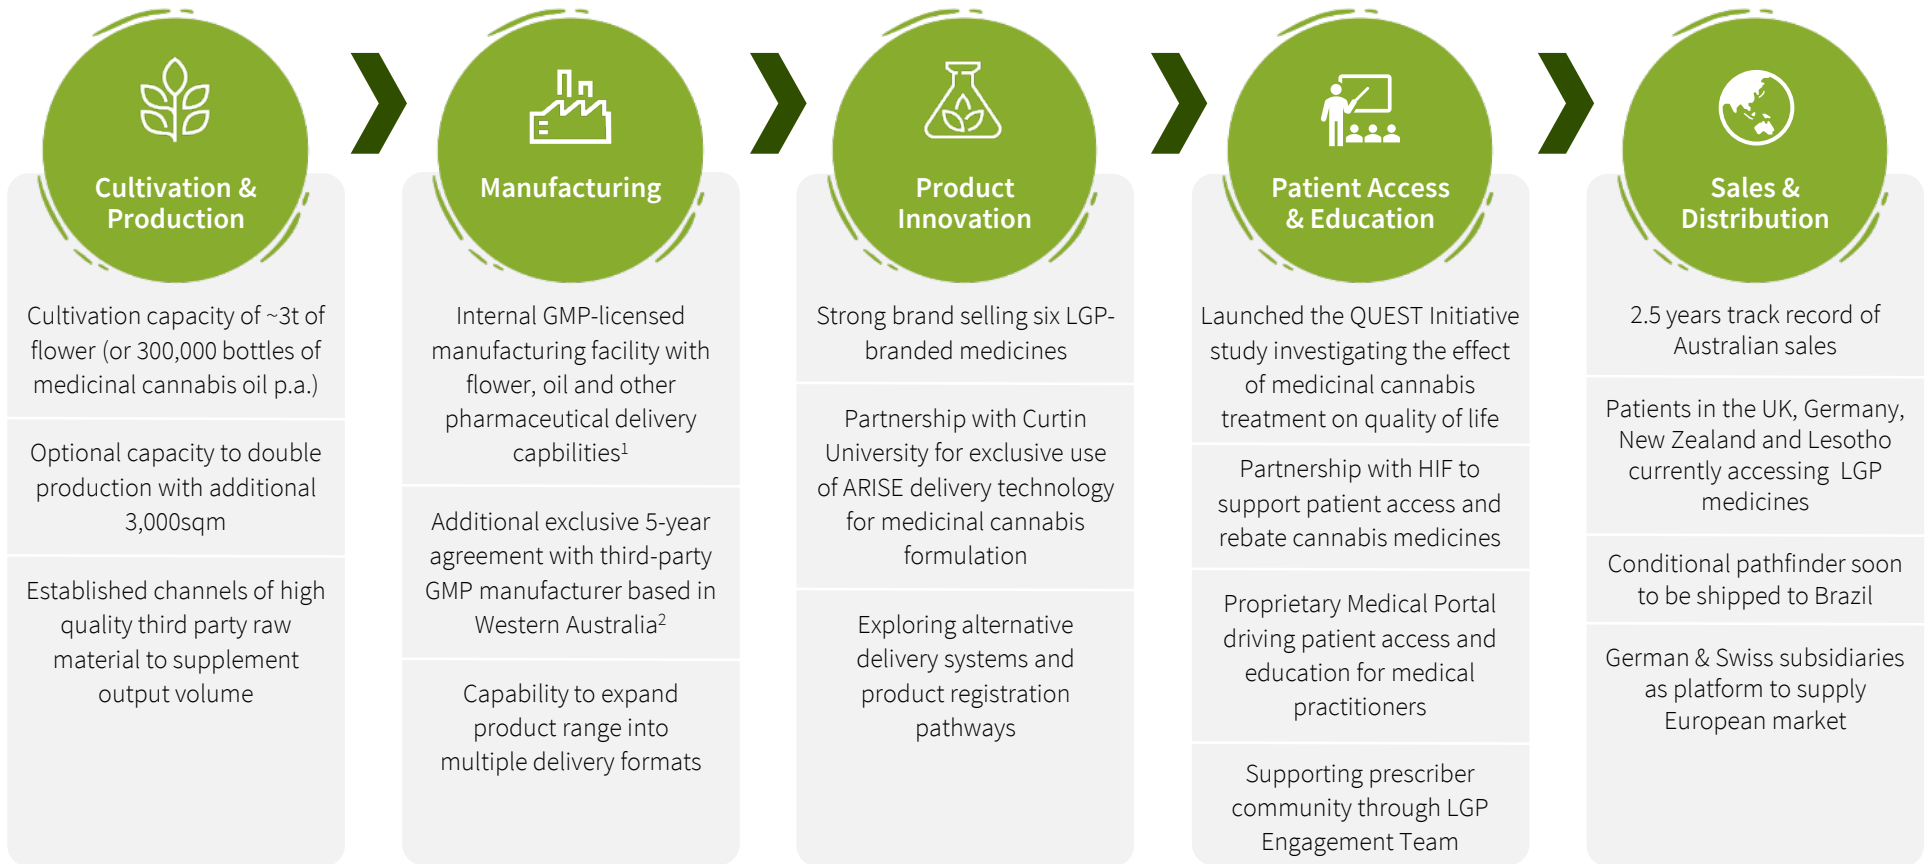 Cultivation &
Production
Cultivation capacity of ~3t of
flower (or 300,000 bottles of
medicinal cannabis oil p.a.)
Optional capacity to double
production with additional
3,000sqm
Established channels of high
quality third party raw
material to supplement
output volume
Manufacturing
Internal GMP-licensed
manufacturing facility with
flower, oil and other
pharmaceutical delivery
capbilities¹
Additional exclusive 5-year
agreement with third-party
GMP manufacturer based in
Western Australia²
Capability to expand
product range into
multiple delivery formats
Product
Innovation
Strong brand selling six LGP-
branded medicines
Partnership with Curtin
University for exclusive use
of ARISE delivery technology
for medicinal cannabis
formulation
Exploring alternative
delivery systems and
product registration
pathways
Patient Access
& Education
Launched the QUEST Initiative
study investigating the effect
of medicinal cannabis
treatment on quality of life
Partnership with HIF to
support patient access and
rebate cannabis medicines
Proprietary Medical Portal
driving patient access and
education for medical
practitioners
Supporting prescriber
community through LGP
Engagement Team
Sales &
Distribution
2.5 years track record of
Australian sales
Patients in the UK, Germany,
New Zealand and Lesotho
currently accessing LGP
medicines
Conditional pathfinder soon
to be shipped to Brazil
German & Swiss subsidiaries
as platform to supply
European market